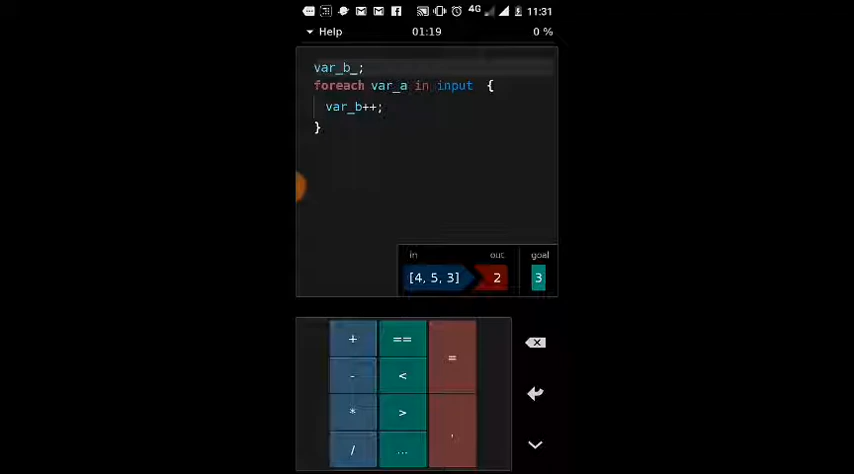 4G 11:31
Help 01:19 0 %
var_b_;
foreach var_a in input {
var_b++;
}
in out goal
[4, 5, 3] 2 3
+ == =
- <
* > ,
/ ...